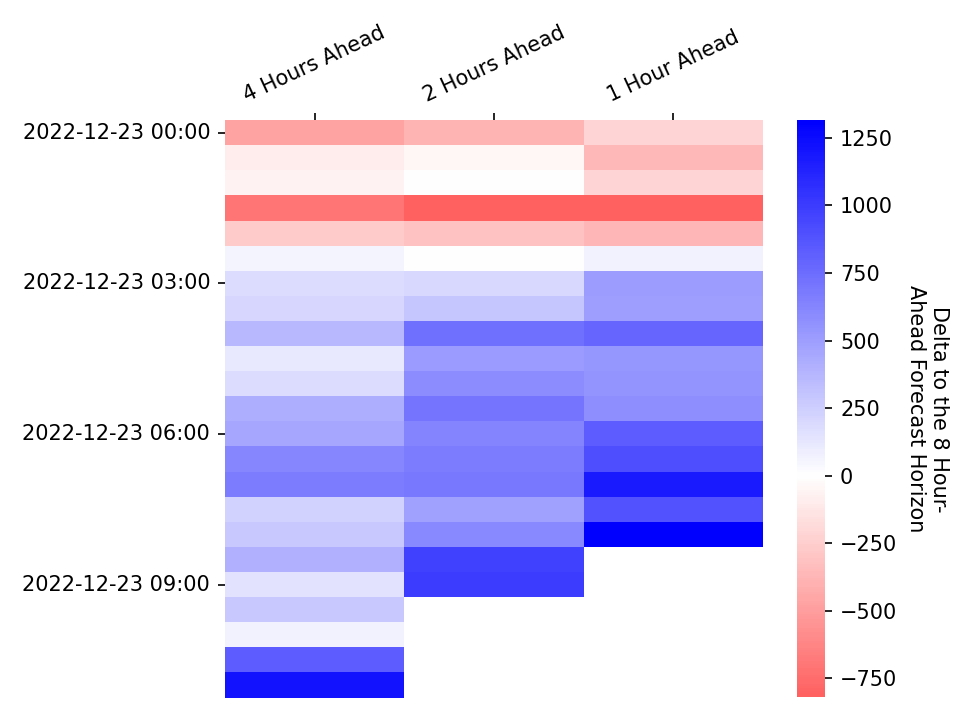 4 Hours Ahead
2 Hours Ahead
1 Hour Ahead
2022-12-23 00:00
2022-12-23 03:00
2022-12-23 06:00
2022-12-23 09:00
1250
1000
750
500
250
0
−250
−500
−750
Delta to the 8 Hour-
Ahead Forecast Horizon